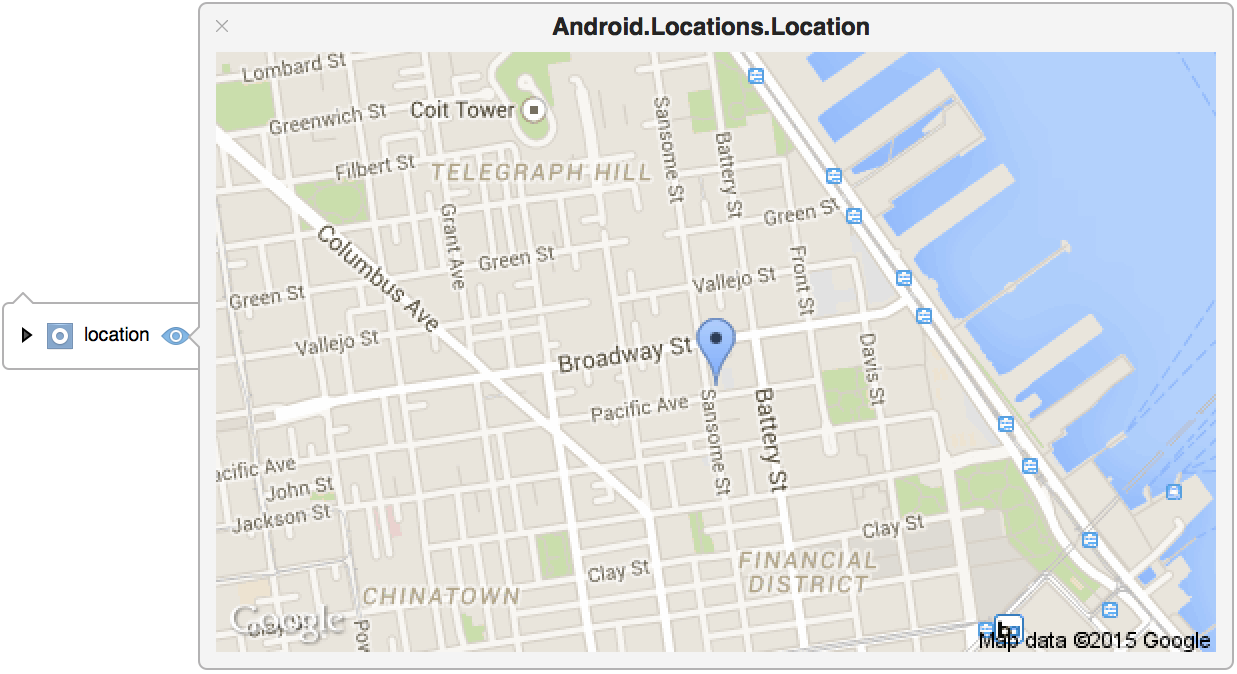 Android.Locations.Location
location
Lombard St
Greenwich St
Coit Tower
Filbert St
TELEGRAPH HILL
Sansome St
Battery St
Grant Ave
Columbus Ave
Green St
Green St
Green St
Vallejo St
Front St
Vallejo St
Broadway St
Davis St
Pacific Ave
Sansome St
Battery St
acific Ave
John St
Jackson St
Clay St
Clay St
FINANCIAL
DISTRICT
CHINATOWN
Google
Pow
Map data ©2015 Google